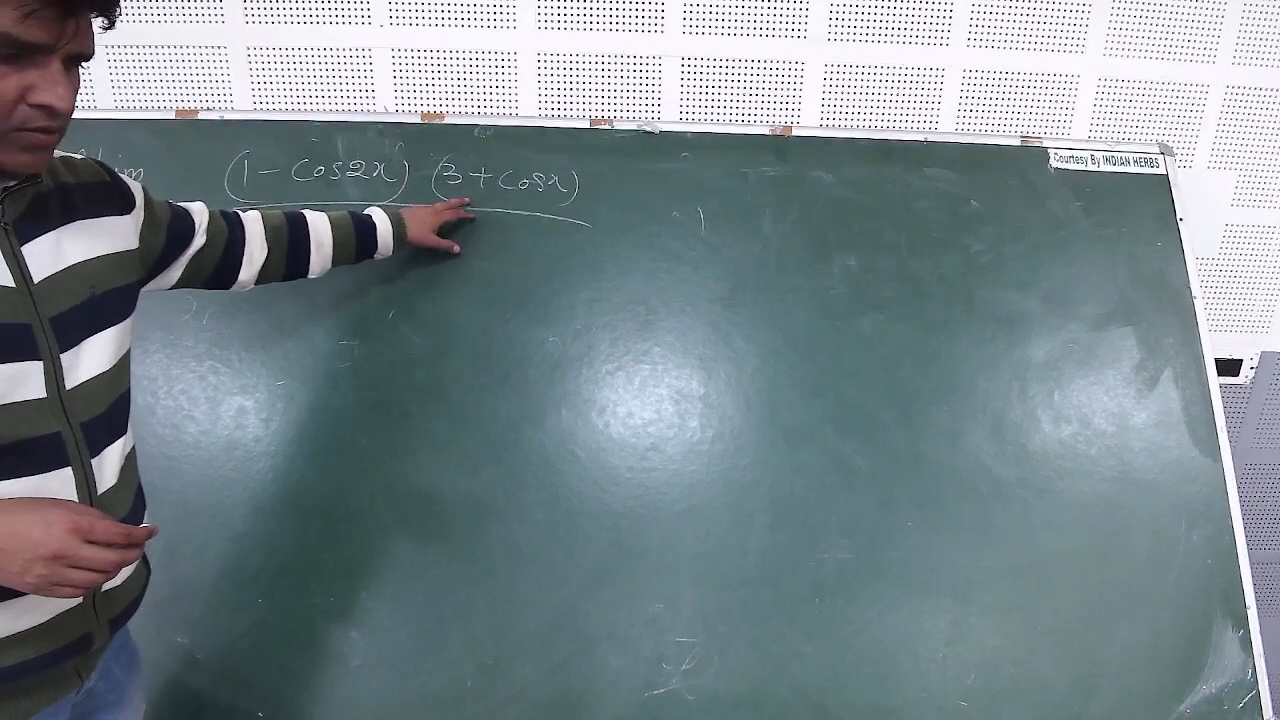 lim (1 - Cos2x) (3 + Cosx)
Courtesy By INDIAN HERBS